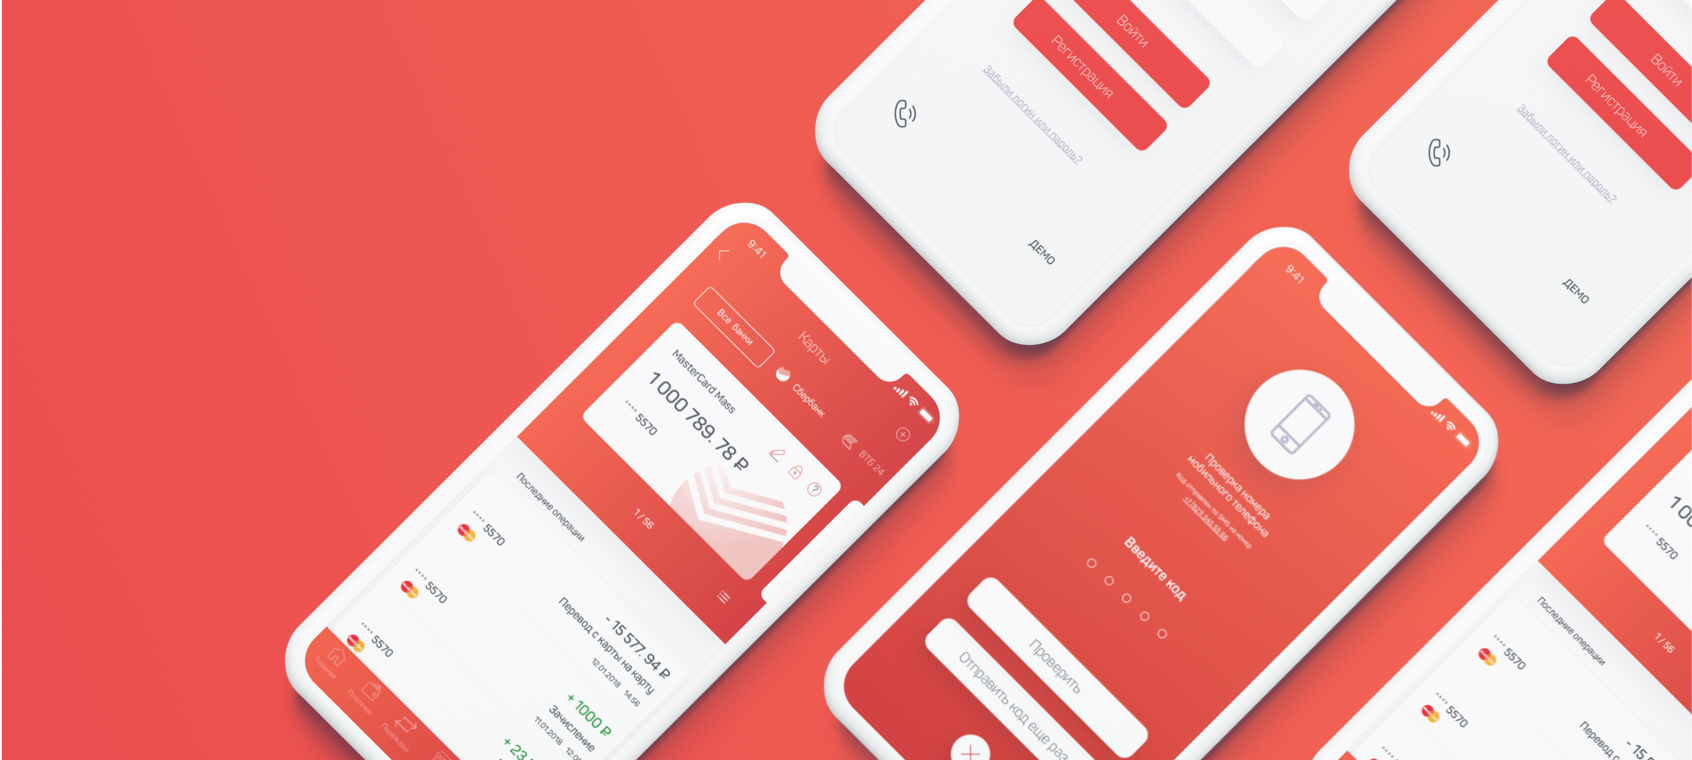 Войти
Регистрация
Забыли логин или пароль?
ДЕМО
Войти
Регистрация
Забыли логин или пароль?
ДЕМО
9:41
Карты
Все банки
Сбербанк
ВТБ 24
MasterCard Mass
1 000 789. 78 ₽
**** 5570
1/56
Последние операции
**** 5570
- 15 577. 94 ₽
Перевод с карты на карту
12.01.2018 14:56
**** 5570
+1000 ₽
Зачисление
11.01.2018
**** 5570
+ 23.
Главная
Платежи
Переводы
9:41
Проверка номера
мобильного телефона
Код отправлен по SMS на номер
Введите код
Проверить
Отправить код еще раз
**** 5570
1/56
Последние операции
**** 5570
- 15 577.
Перевод с
**** 5570